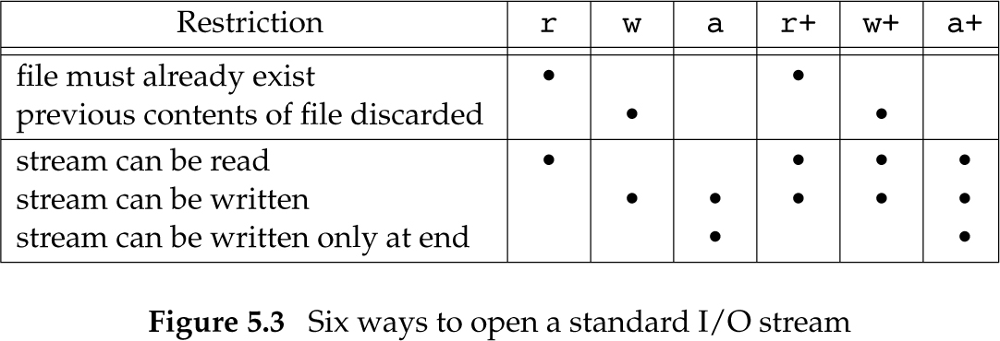 Restriction r w a r+ w+ a+
file must already exist • •
previous contents of file discarded • •
stream can be read • • • •
stream can be written • • • • •
stream can be written only at end • •
Figure 5.3 Six ways to open a standard I/O stream